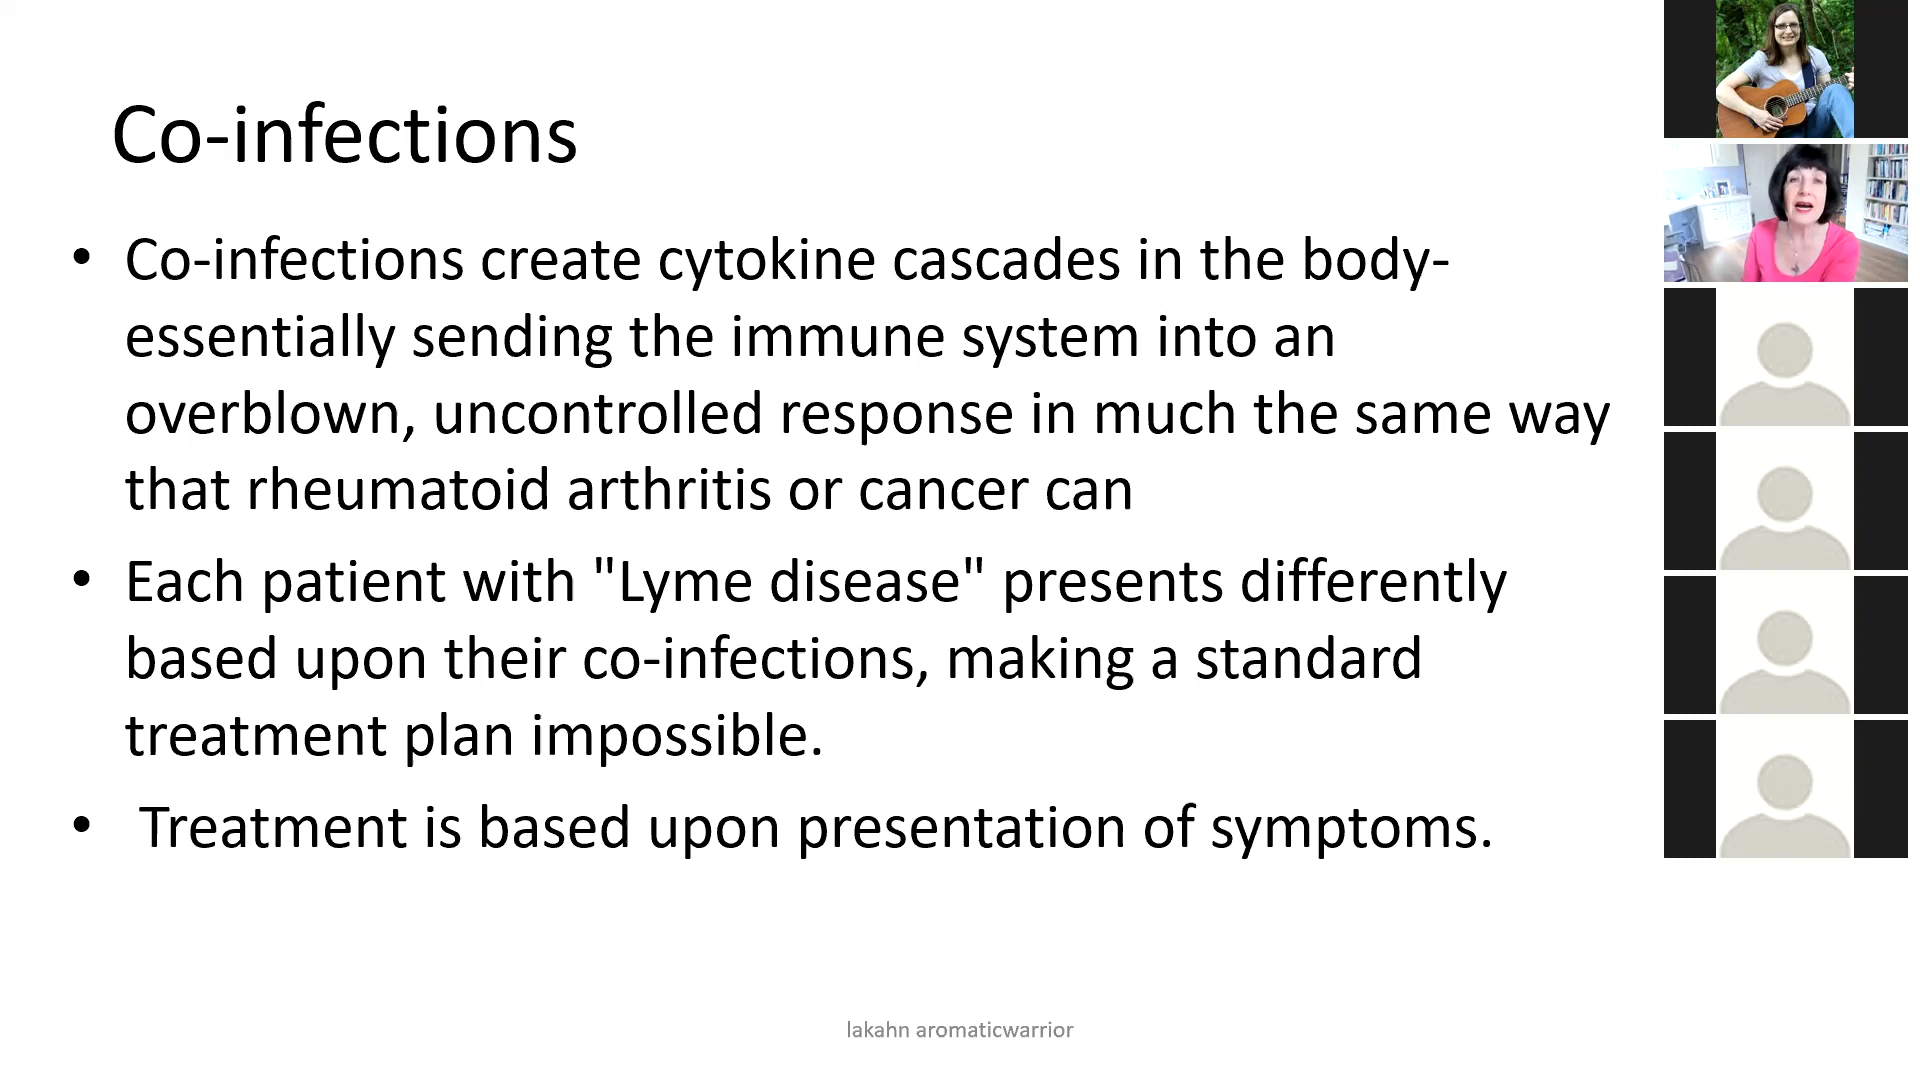 Co-infections
• Co-infections create cytokine cascades in the body-
essentially sending the immune system into an
overblown, uncontrolled response in much the same way
that rheumatoid arthritis or cancer can
• Each patient with "Lyme disease" presents differently
based upon their co-infections, making a standard
treatment plan impossible.
• Treatment is based upon presentation of symptoms.
lakahn aromaticwarrior